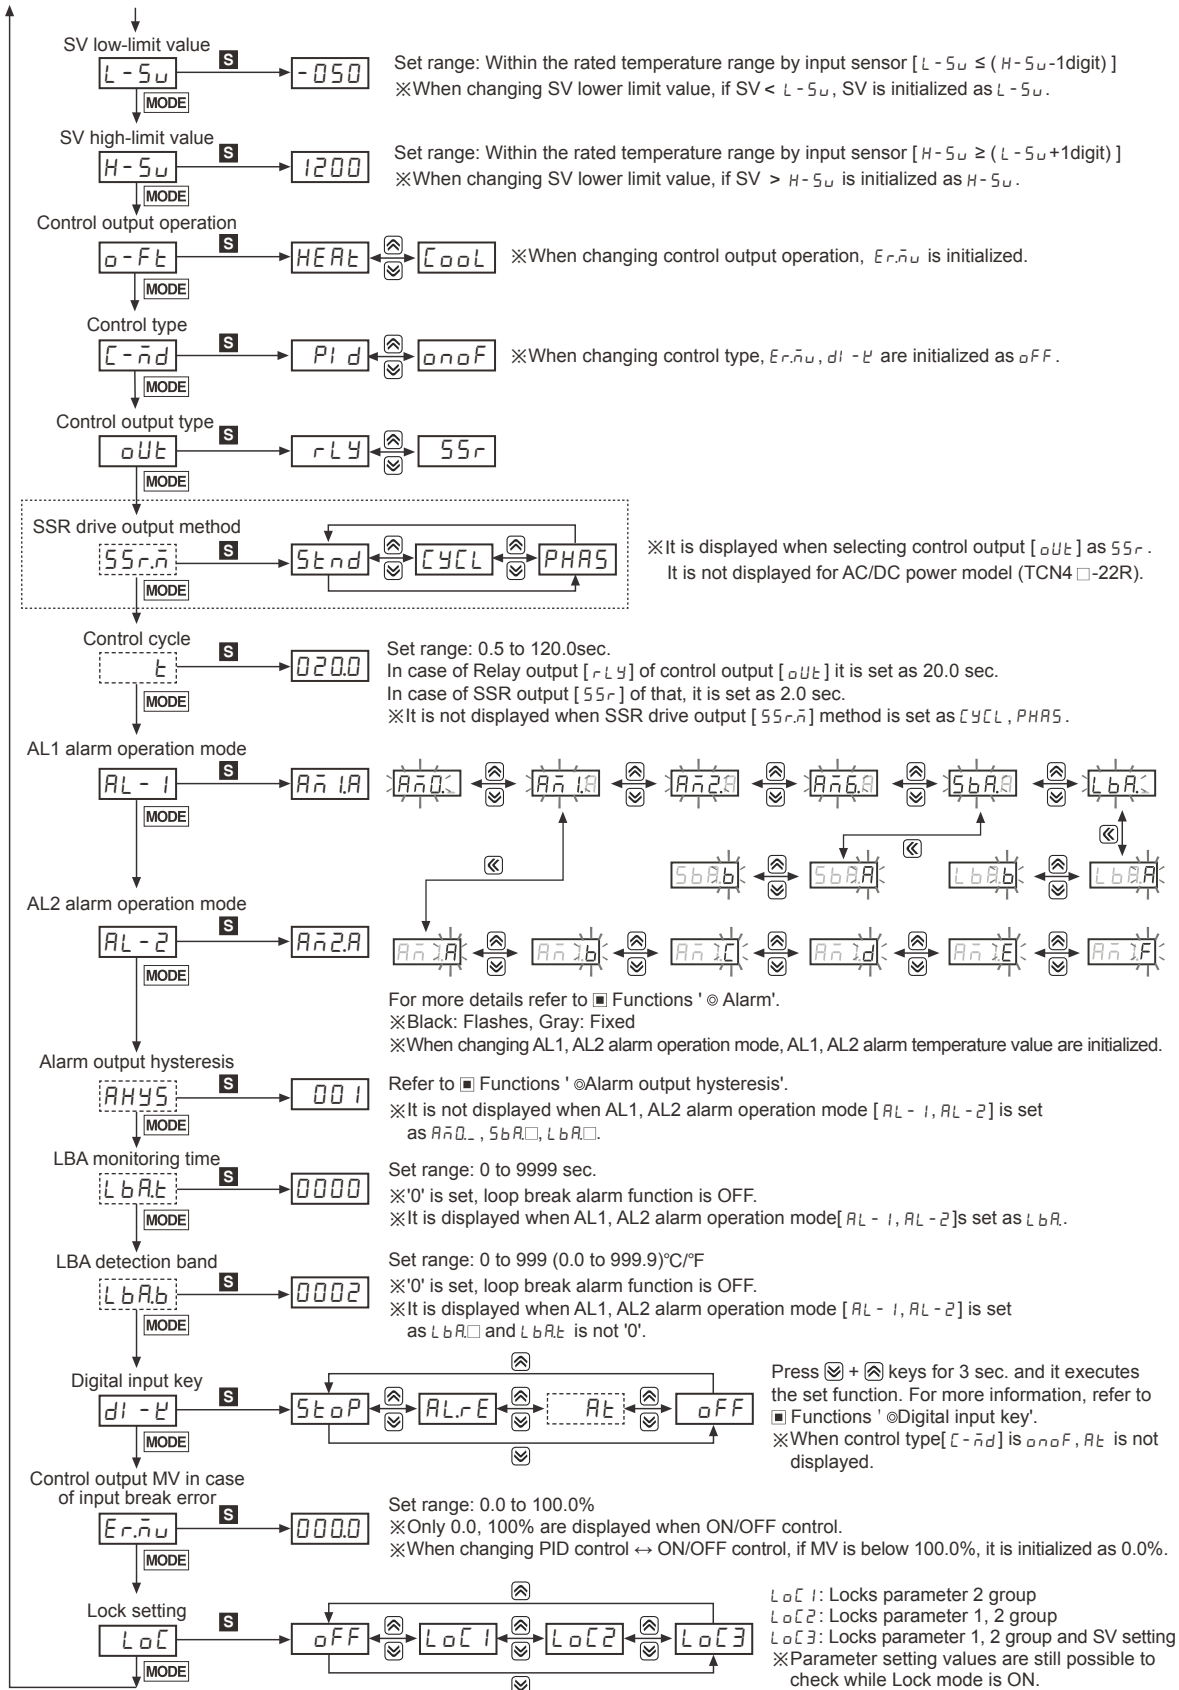 SV low-limit value
L-Sv S -050
MODE
Set range: Within the rated temperature range by input sensor [ L-Sv ≤ ( H-Sv-1digit) ]
※When changing SV lower limit value, if SV < L-Sv, SV is initialized as L-Sv.
SV high-limit value
H-Sv S 1200
MODE
Set range: Within the rated temperature range by input sensor [ H-Sv ≥ ( L-Sv+1digit) ]
※When changing SV lower limit value, if SV > H-Sv is initialized as H-Sv.
Control output operation
o-Ft S HEAt CooL
MODE
※When changing control output operation, Er.mv is initialized.
Control type
C-md S PId onoF
MODE
※When changing control type, Er.mv, dI-k are initialized as oFF.
Control output type
oUt S rLY SSr
MODE
SSR drive output method
SSr.m S Stnd CYCL PHAS
MODE
※It is displayed when selecting control output [ oUt ] as SSr.
It is not displayed for AC/DC power model (TCN4□-22R).
Control cycle
t S 020.0
MODE
Set range: 0.5 to 120.0sec.
In case of Relay output [ rLY ] of control output [ oUt ] it is set as 20.0 sec.
In case of SSR output [ SSr ] of that, it is set as 2.0 sec.
※It is not displayed when SSR drive output [ SSr.m ] method is set as CYCL, PHAS.
AL1 alarm operation mode
AL-1 S Am1.A
MODE
Am0._ Am1.A Am2.A Am6.A SbA.A LbA._
SbA.b SbA.A LbA.b LbA.A
AL2 alarm operation mode
AL-2 S Am2.A
MODE
Am1.A Am1.b Am1.C Am1.d Am1.E Am1.F
For more details refer to ▣ Functions ' ◎ Alarm'.
※Black: Flashes, Gray: Fixed
※When changing AL1, AL2 alarm operation mode, AL1, AL2 alarm temperature value are initialized.
Alarm output hysteresis
AHYS S 001
MODE
Refer to ▣ Functions ' ◎Alarm output hysteresis'.
※It is not displayed when AL1, AL2 alarm operation mode [ AL-1, AL-2 ] is set
as Am0._, SbA.□, LbA.□.
LBA monitoring time
LbA.t S 0000
MODE
Set range: 0 to 9999 sec.
※'0' is set, loop break alarm function is OFF.
※It is displayed when AL1, AL2 alarm operation mode[ AL-1, AL-2 ]s set as LbA.
LBA detection band
LbA.b S 0002
MODE
Set range: 0 to 999 (0.0 to 999.9)℃/℉
※'0' is set, loop break alarm function is OFF.
※It is displayed when AL1, AL2 alarm operation mode [ AL-1, AL-2 ] is set
as LbA.□ and LbA.t is not '0'.
Digital input key
dI-k S StoP AL.rE At oFF
MODE
Press + keys for 3 sec. and it executes
the set function. For more information, refer to
▣ Functions ' ◎Digital input key'.
※When control type[ C-md ] is onoF, At is not
displayed.
Control output MV in case
of input break error
Er.mv S 000.0
MODE
Set range: 0.0 to 100.0%
※Only 0.0, 100% are displayed when ON/OFF control.
※When changing PID control ↔ ON/OFF control, if MV is below 100.0%, it is initialized as 0.0%.
Lock setting
LoC S oFF LoC1 LoC2 LoC3
MODE
LoC1: Locks parameter 2 group
LoC2: Locks parameter 1, 2 group
LoC3: Locks parameter 1, 2 group and SV setting
※Parameter setting values are still possible to
check while Lock mode is ON.